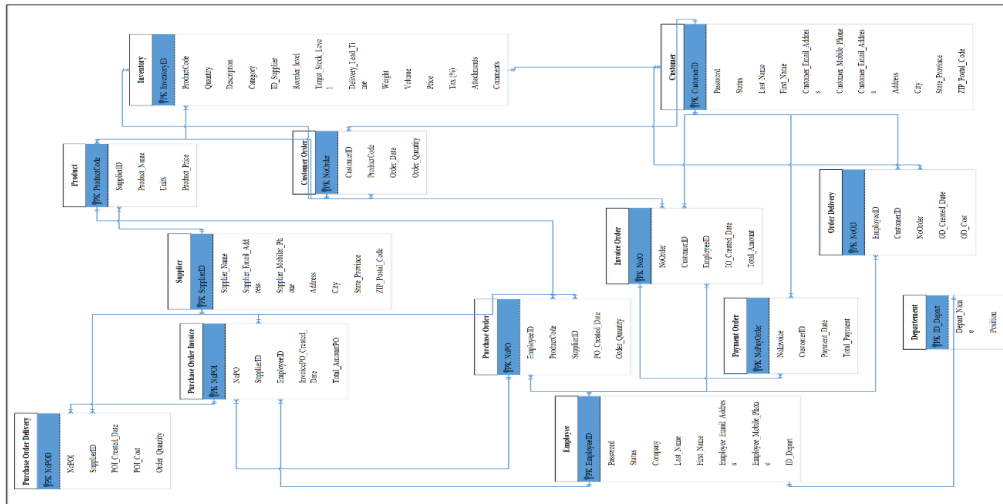 Inventory
PK InventoryID
ProductCode
Quantity
Description
Category
ID_Supplier
Reorder_level
Target_Stock_Leve
l
Delivery_Lead_Ti
me
Weight
Volume
Price
Tax (%)
Attachments
Comments
Customer
PK CustomerID
Password
Status
Last_Name
First_Name
Customer_Email_Addres
s
Customer_Mobile_Phone
Customer_Email_Addres
s
Address
City
State_Province
ZIP_Postal_Code
Product
PK ProductCode
SupplierID
Product_Name
Units
Product_Price
Customer Order
PK NoOrder
CustomerID
ProductCode
Order_Date
Order_Quantity
Supplier
PK SupplierID
Supplier_Name
Supplier_Email_Add
ress
Supplier_Mobiler_Ph
one
Address
City
State_Province
ZIP_Postal_Code
Invoice Order
PK NoIO
NoOrder
CustomerID
EmployeeID
IO_Created_Date
Total_Amount
Order Delivery
PK NoOD
EmployeeID
CustomerID
NoOrder
OD_Created_Date
OD_Cost
Purchase Order Invoice
PK NoPOI
NoPO
SupplierID
EmployeeID
InvoicePO_Created_
Date
Total_AmountPO
Purchase Order
PK NoPO
EmployeeID
ProductCode
SupplierID
PO_Created_Date
Order_Quantity
Payment Order
PK NoPayOrder
NoInvoice
CustomerID
Payment_Date
Total_Payment
Departement
PK ID_Depart
Depart_Nam
e
Position
Purchase Order Delivery
PK NoPOD
NoPOI
SupplierID
POI_Created_Date
POI_Cost
Order_Quantity
Employee
PK EmployeeID
Password
Status
Company
Last_Name
First_Name
Employee_Email_Addres
s
Employee_Mobile_Phon
e
ID_Depart